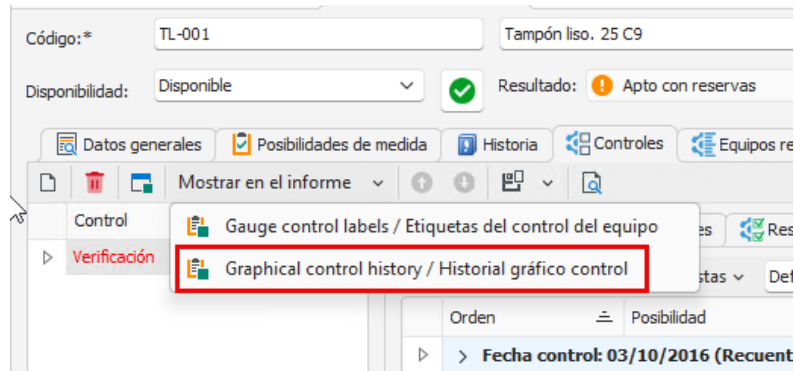 Código:* TL-001 Tampón liso. 25 C9
Disponibilidad: Disponible Resultado: Apto con reservas
Datos generales Posibilidades de medida Historia Controles Equipos re
Mostrar en el informe
Control
Gauge control labels / Etiquetas del control del equipo
es Res
Verificación
Graphical control history / Historial gráfico control
stas Def
Orden Posibilidad
Fecha control: 03/10/2016 (Recuent